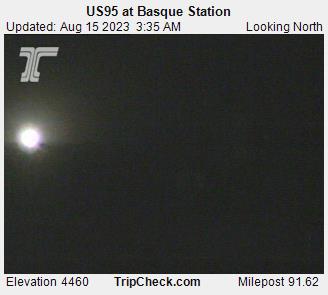 US95 at Basque Station
Updated: Aug 15 2023 3:35 AM Looking North
Elevation 4460 TripCheck.com Milepost 91.62